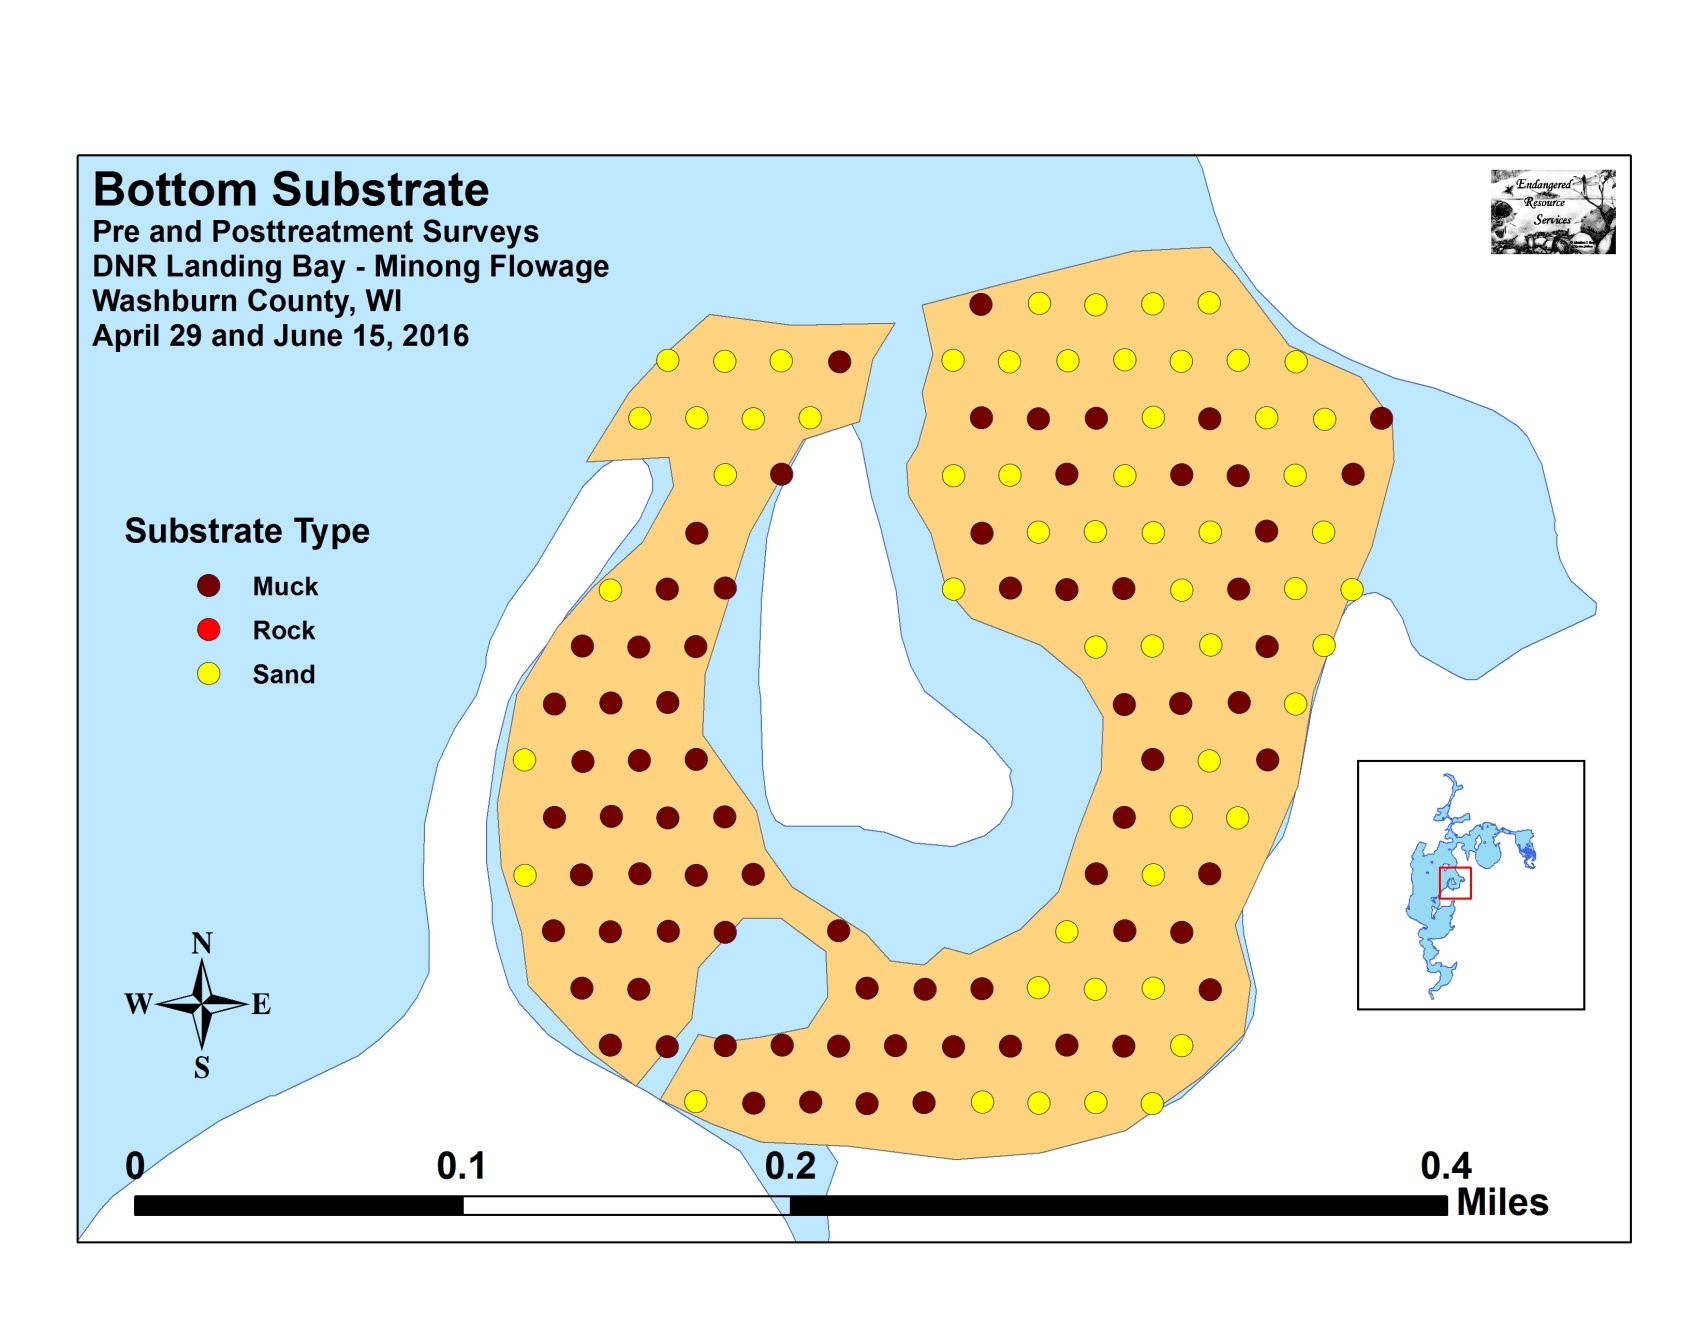 Bottom Substrate
Pre and Posttreatment Surveys
DNR Landing Bay - Minong Flowage
Washburn County, WI
April 29 and June 15, 2016
Endangered
Resource
Services
Substrate Type
Muck
Rock
Sand
N
W E
S
0 0.1 0.2 0.4
Miles